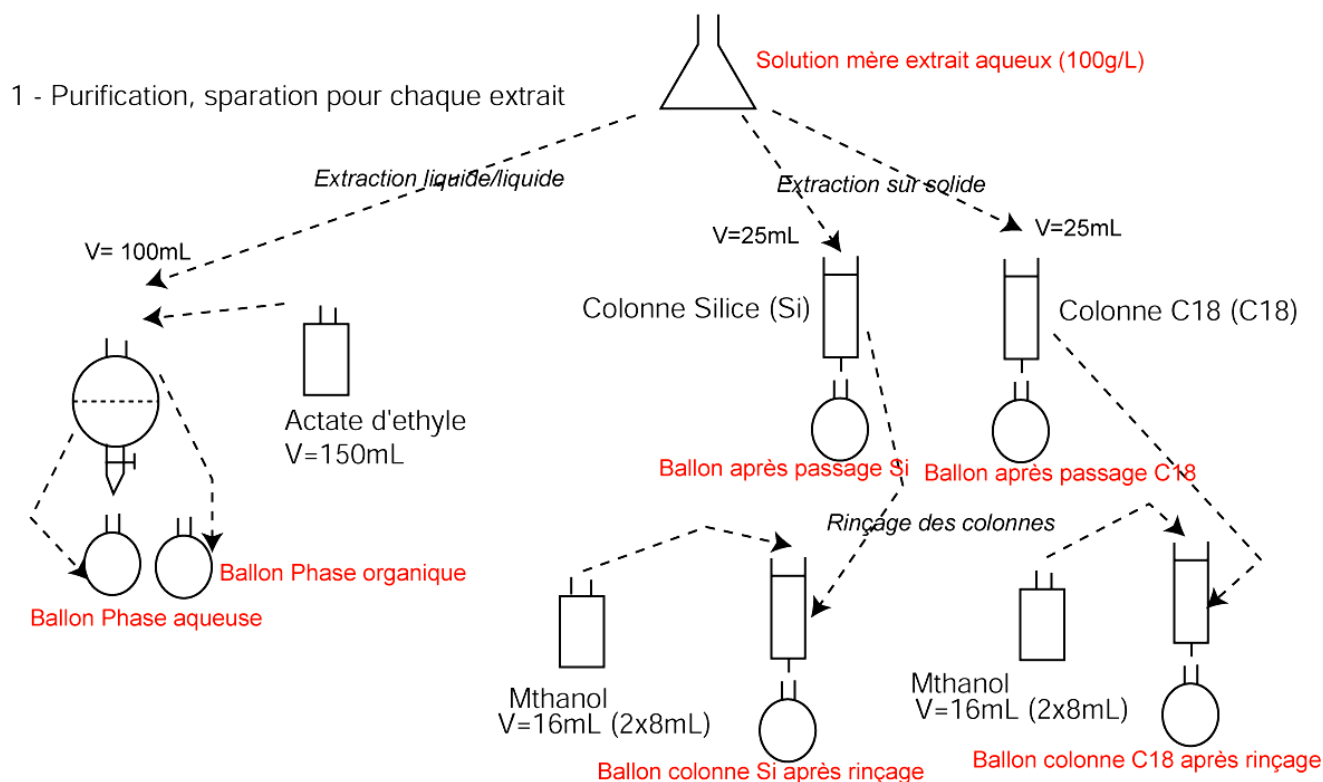 Solution mère extrait aqueux (100g/L)
1 - Purification, sparation pour chaque extrait
Extraction liquide/liquide
Extraction sur solide
V= 100mL
V=25mL
V=25mL
Colonne Silice (Si)
Colonne C18 (C18)
Actate d'ethyle
V=150mL
Ballon après passage Si
Ballon après passage C18
Rinçage des colonnes
Ballon Phase organique
Ballon Phase aqueuse
Mthanol
V=16mL (2x8mL)
Mthanol
V=16mL (2x8mL)
Ballon colonne Si après rinçage
Ballon colonne C18 après rinçage